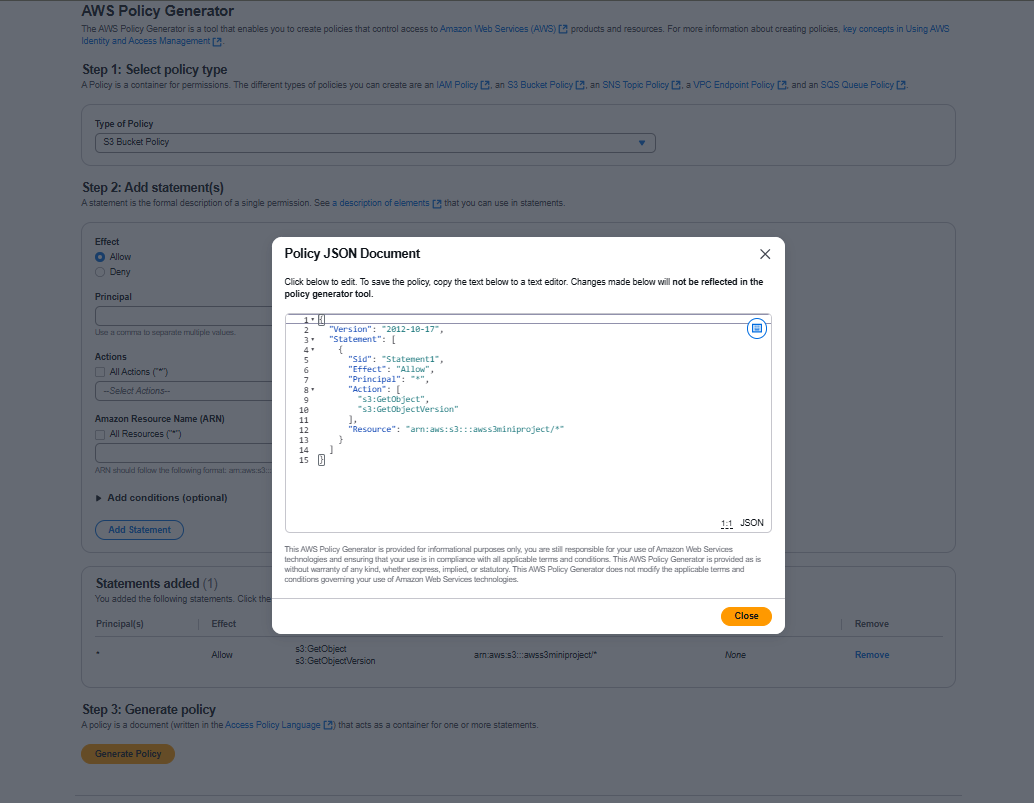 AWS Policy Generator
The AWS Policy Generator is a tool that enables you to create policies that control access to Amazon Web Services (AWS) products and resources. For more information about creating policies, key concepts in Using AWS
Identity and Access Management.
Step 1: Select policy type
A Policy is a container for permissions. The different types of policies you can create are an IAM Policy, an S3 Bucket Policy, an SNS Topic Policy, a VPC Endpoint Policy, and an SQS Queue Policy.
Type of Policy
S3 Bucket Policy
Step 2: Add statement(s)
A statement is the formal description of a single permission. See a description of elements that you can use in statements.
Effect
Allow
Deny
Principal
Use a comma to separate multiple values.
Actions
All Actions ("*")
--Select Actions--
Amazon Resource Name (ARN)
All Resources ("*")
ARN should follow the following format: arn:aws:s3:::
Add conditions (optional)
Add Statement
Policy JSON Document
Click below to edit. To save the policy, copy the text below to a text editor. Changes made below will not be reflected in the
policy generator tool.
1 {
2 "Version": "2012-10-17",
3 "Statement": [
4 {
5 "Sid": "Statement1",
6 "Effect": "Allow",
7 "Principal": "*",
8 "Action": [
9 "s3:GetObject",
10 "s3:GetObjectVersion"
11 ],
12 "Resource": "arn:aws:s3:::awss3miniproject/*"
13 }
14 ]
15 }
1:1 JSON
This AWS Policy Generator is provided for informational purposes only, you are still responsible for your use of Amazon Web Services
technologies and ensuring that your use is in compliance with all applicable terms and conditions. This AWS Policy Generator is provided as is
without warranty of any kind, whether express, implied, or statutory. This AWS Policy Generator does not modify the applicable terms and
conditions governing your use of Amazon Web Services technologies.
Close
Statements added (1)
You added the following statements. Click the
Principal(s) Effect Remove
* Allow s3:GetObject arn:aws:s3:::awss3miniproject/* None Remove
s3:GetObjectVersion
Step 3: Generate policy
A policy is a document (written in the Access Policy Language) that acts as a container for one or more statements.
Generate Policy